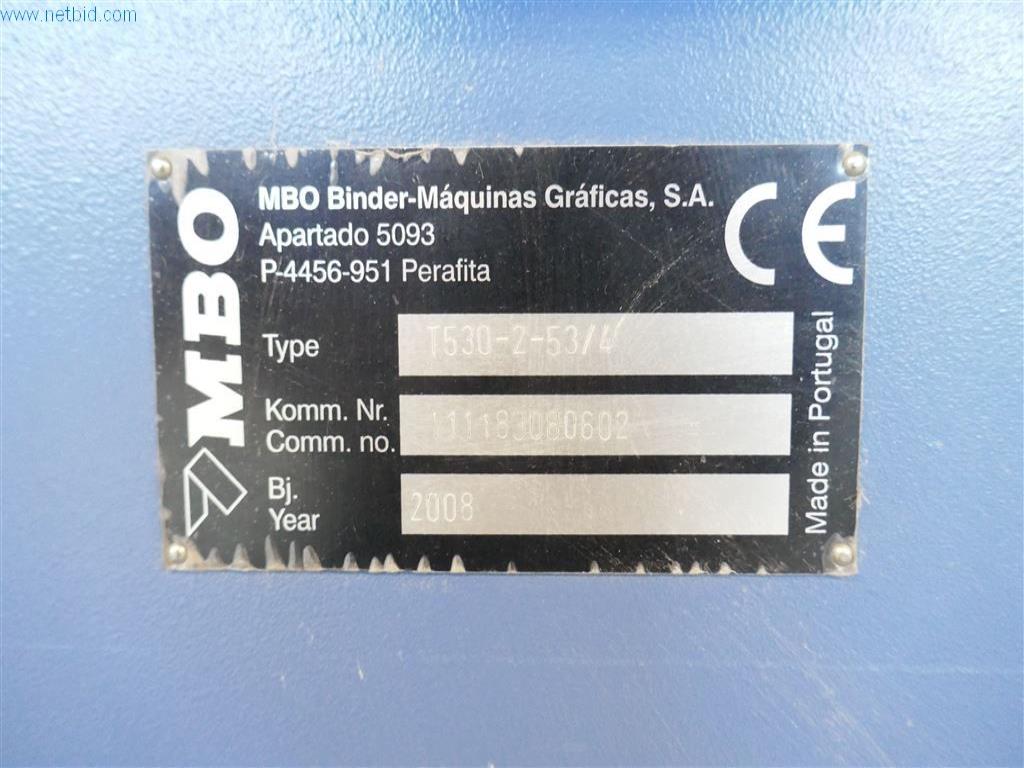 www.netbid.com
MBO
MBO Binder-Máquinas Gráficas, S.A.
Apartado 5093
P-4456-951 Perafita
CE
Type T530-2-53/4
Komm. Nr.
Comm. no. 111183080602
Bj.
Year 2008
Made in Portugal